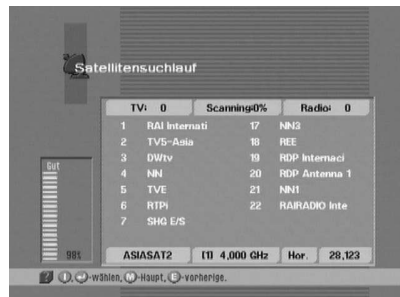 Satellitensuchlauf
TV: 0 Scanning:0% Radio: 0
1 RAI Internati 17 NN3
2 TV5-Asia 18 REE
3 DWtv 19 RDP Internaci
4 NN 20 RDP Antenna 1
5 TVE 21 NN1
6 RTPi 22 RAIRADIO Inte
7 SHG E/S
Gut
98%
ASIASAT2 (1) 4,000 GHz Hor. 28,123
-wählen, M-Haupt, E-vorherige.